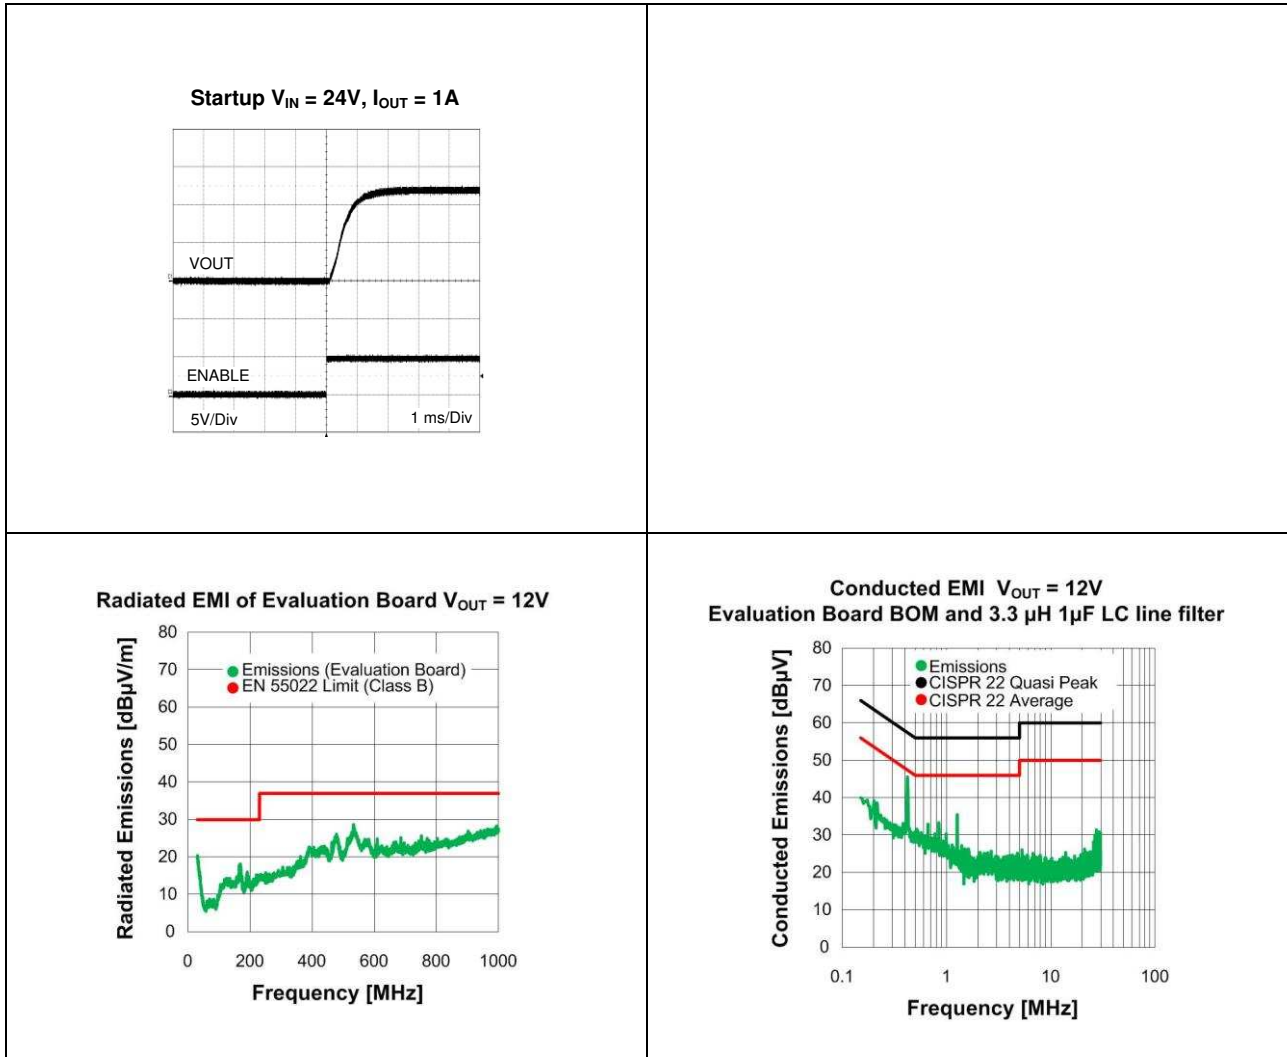 Startup VIN = 24V, IOUT = 1A
VOUT
ENABLE
5V/Div 1 ms/Div
Radiated EMI of Evaluation Board VOUT = 12V
Radiated Emissions [dBµV/m]
80
70
60
50
40
30
20
10
0
Emissions (Evaluation Board)
EN 55022 Limit (Class B)
0 200 400 600 800 1000
Frequency [MHz]
Conducted EMI VOUT = 12V
Evaluation Board BOM and 3.3 µH 1µF LC line filter
Conducted Emissions [dBµV]
80
70
60
50
40
30
20
10
0
Emissions
CISPR 22 Quasi Peak
CISPR 22 Average
0.1 1 10 100
Frequency [MHz]